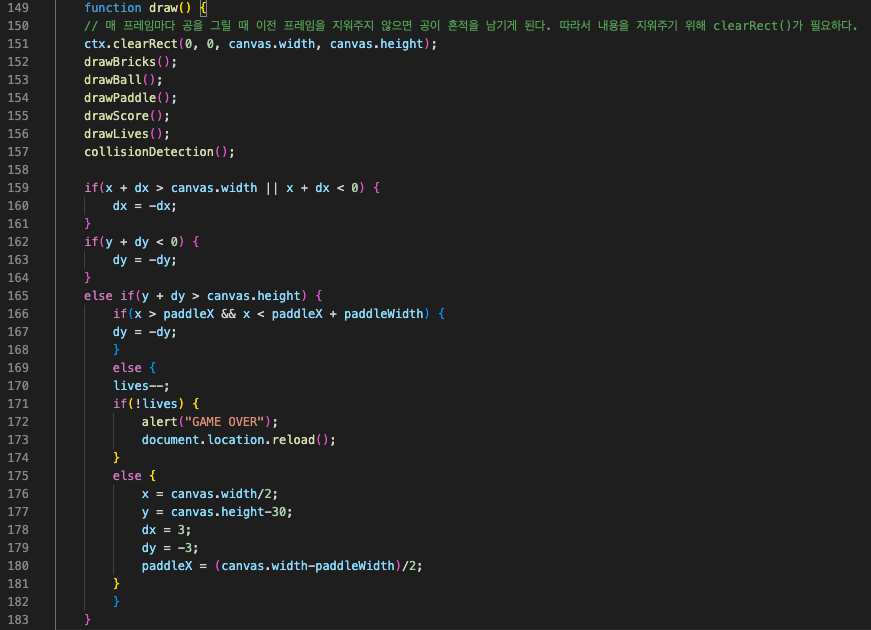 149 function draw() {
150 // 매 프레임마다 공을 그릴 때 이전 프레임을 지워주지 않으면 공이 흔적을 남기게 된다. 따라서 내용을 지워주기 위해 clearRect()가 필요하다.
151 ctx.clearRect(0, 0, canvas.width, canvas.height);
152 drawBricks();
153 drawBall();
154 drawPaddle();
155 drawScore();
156 drawLives();
157 collisionDetection();
158
159 if(x + dx > canvas.width || x + dx < 0) {
160     dx = -dx;
161 }
162 if(y + dy < 0) {
163     dy = -dy;
164 }
165 else if(y + dy > canvas.height) {
166     if(x > paddleX && x < paddleX + paddleWidth) {
167     dy = -dy;
168     }
169     else {
170     lives--;
171     if(!lives) {
172         alert("GAME OVER");
173         document.location.reload();
174     }
175     else {
176         x = canvas.width/2;
177         y = canvas.height-30;
178         dx = 3;
179         dy = -3;
180         paddleX = (canvas.width-paddleWidth)/2;
181     }
182     }
183 }